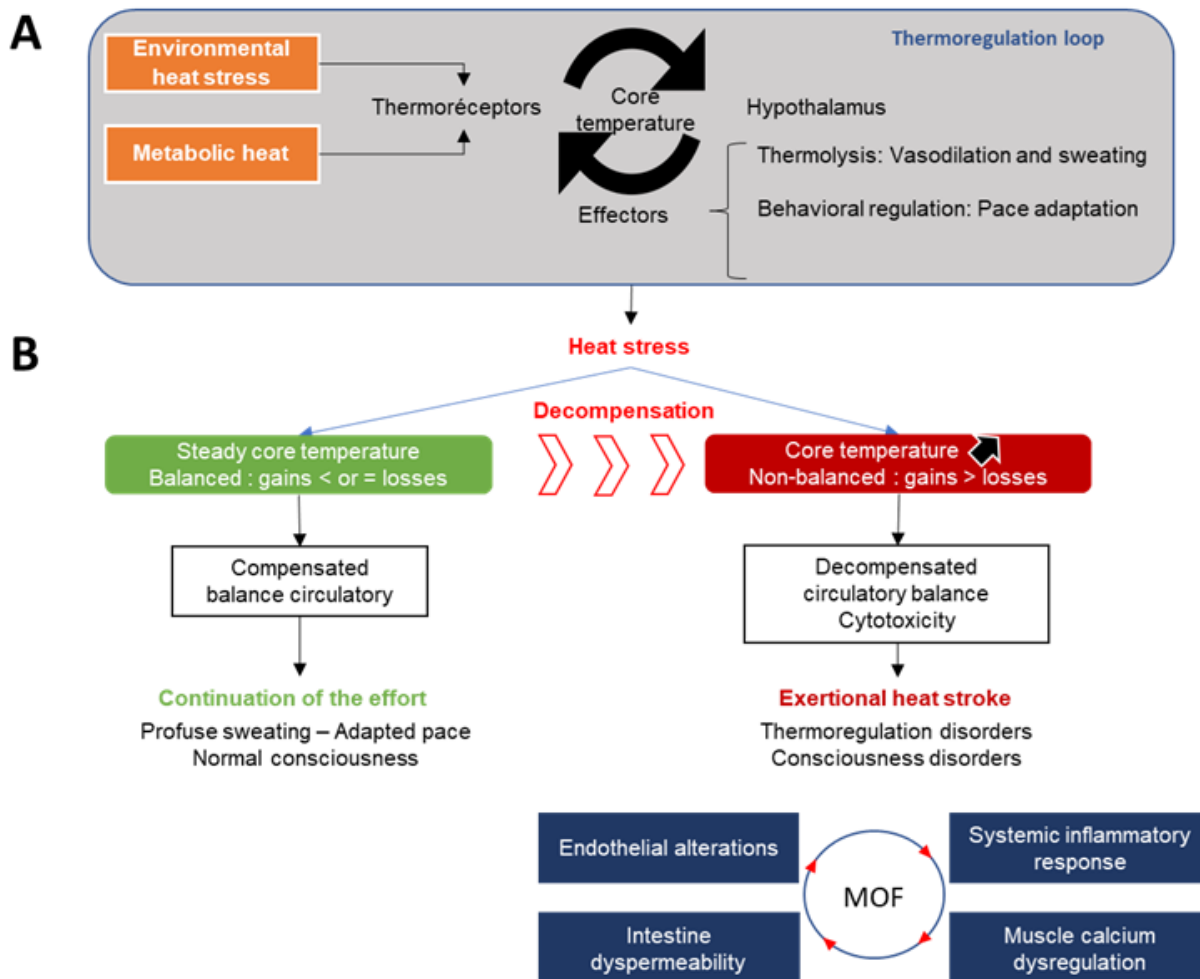 A
Thermoregulation loop
Environmental
heat stress
Metabolic heat
Thermoréceptors
Core
temperature
Hypothalamus
Effectors
Thermolysis: Vasodilation and sweating
Behavioral regulation: Pace adaptation
B
Heat stress
Decompensation
Steady core temperature
Balanced : gains < or = losses
Core temperature
Non-balanced : gains > losses
Compensated
balance circulatory
Decompensated
circulatory balance
Cytotoxicity
Continuation of the effort
Profuse sweating – Adapted pace
Normal consciousness
Exertional heat stroke
Thermoregulation disorders
Consciousness disorders
Endothelial alterations
Systemic inflammatory
response
MOF
Intestine
dyspermeability
Muscle calcium
dysregulation